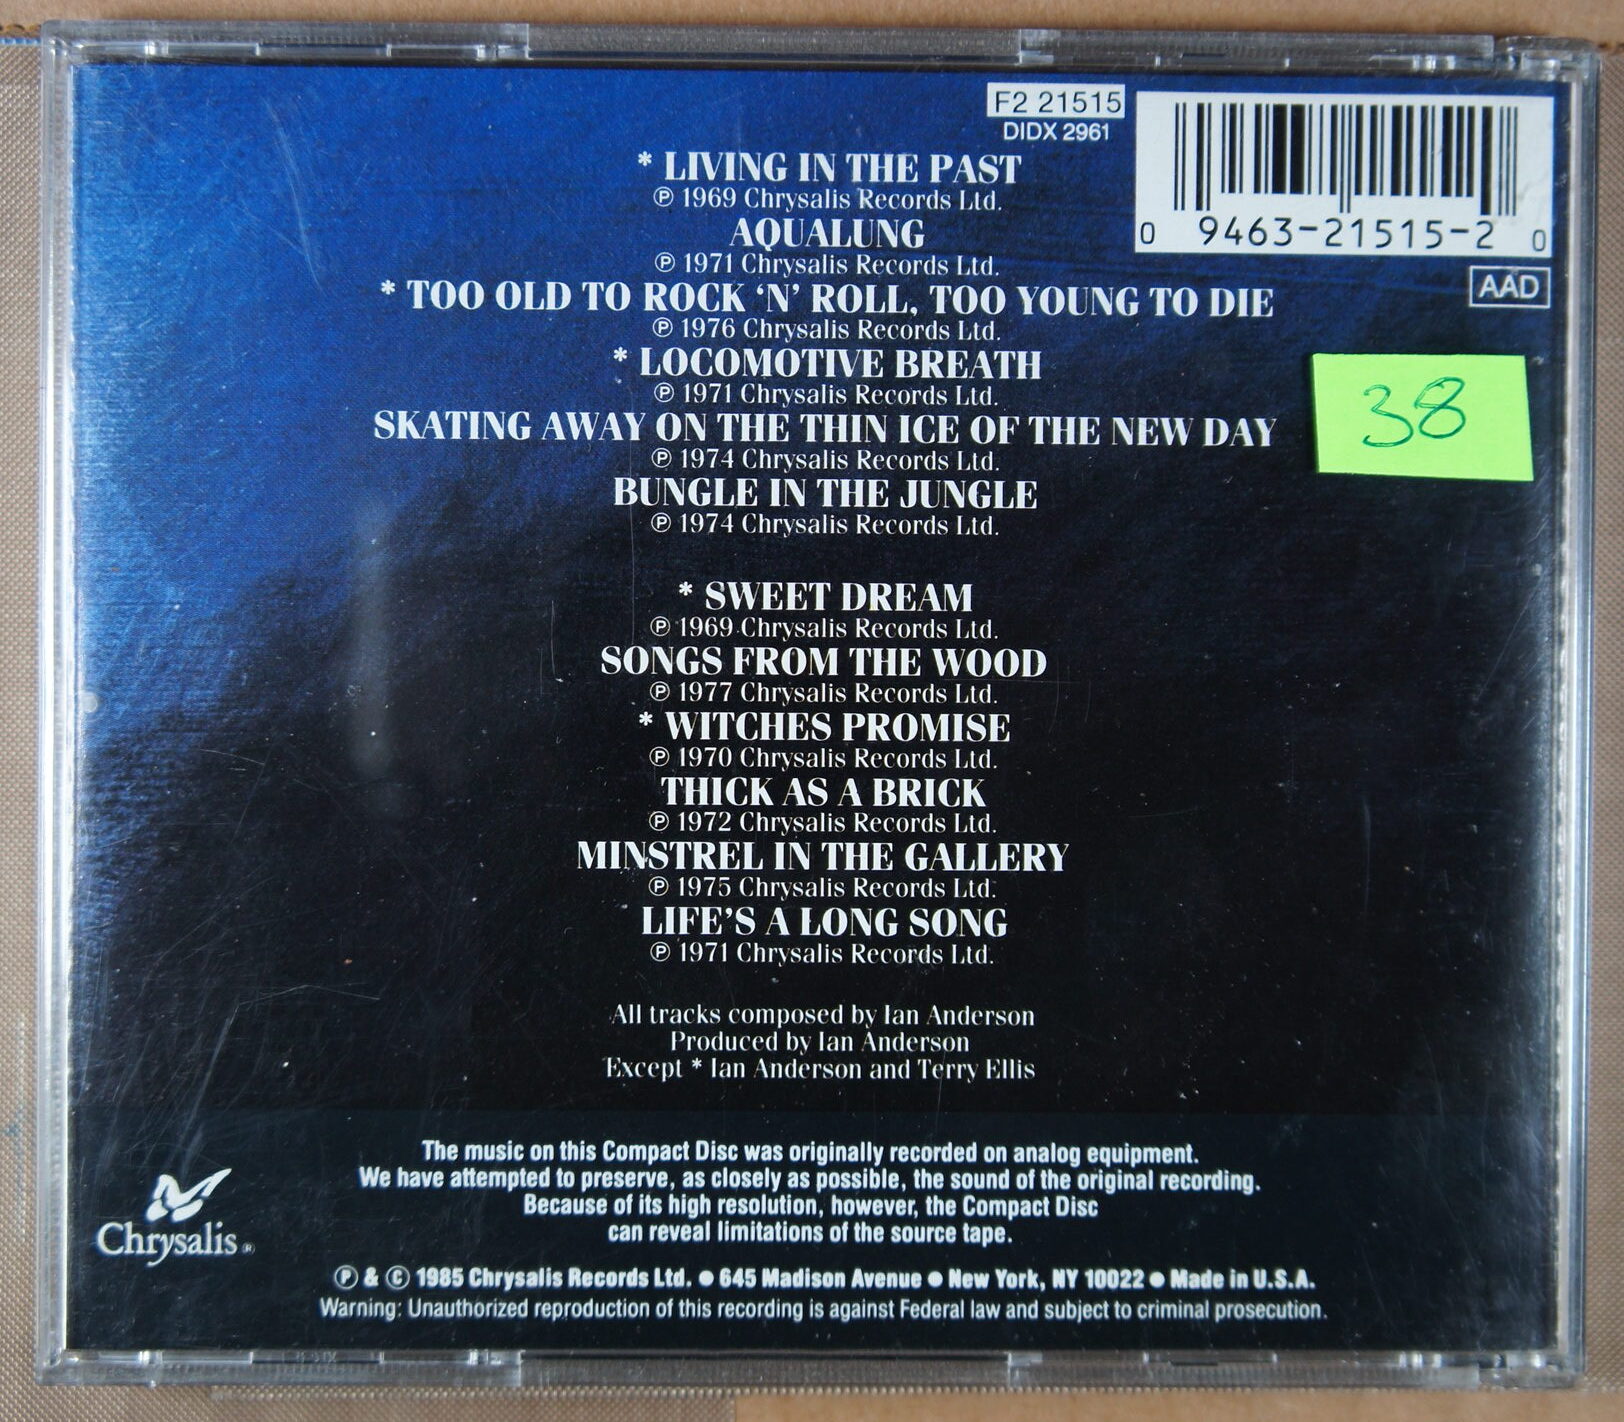 F2 21515
DIDX 2961
0 9463-21515-2 0
AAD
38
* LIVING IN THE PAST
℗ 1969 Chrysalis Records Ltd.
AQUALUNG
℗ 1971 Chrysalis Records Ltd.
* TOO OLD TO ROCK ‘N’ ROLL, TOO YOUNG TO DIE
℗ 1976 Chrysalis Records Ltd.
* LOCOMOTIVE BREATH
℗ 1971 Chrysalis Records Ltd.
SKATING AWAY ON THE THIN ICE OF THE NEW DAY
℗ 1974 Chrysalis Records Ltd.
BUNGLE IN THE JUNGLE
℗ 1974 Chrysalis Records Ltd.
* SWEET DREAM
℗ 1969 Chrysalis Records Ltd.
SONGS FROM THE WOOD
℗ 1977 Chrysalis Records Ltd.
* WITCHES PROMISE
℗ 1970 Chrysalis Records Ltd.
THICK AS A BRICK
℗ 1972 Chrysalis Records Ltd.
MINSTREL IN THE GALLERY
℗ 1975 Chrysalis Records Ltd.
LIFE’S A LONG SONG
℗ 1971 Chrysalis Records Ltd.
All tracks composed by Ian Anderson
Produced by Ian Anderson
Except * Ian Anderson and Terry Ellis
The music on this Compact Disc was originally recorded on analog equipment.
We have attempted to preserve, as closely as possible, the sound of the original recording.
Because of its high resolution, however, the Compact Disc
can reveal limitations of the source tape.
Chrysalis ®
℗ & © 1985 Chrysalis Records Ltd. ● 645 Madison Avenue ● New York, NY 10022 ● Made in U.S.A.
Warning: Unauthorized reproduction of this recording is against Federal law and subject to criminal prosecution.